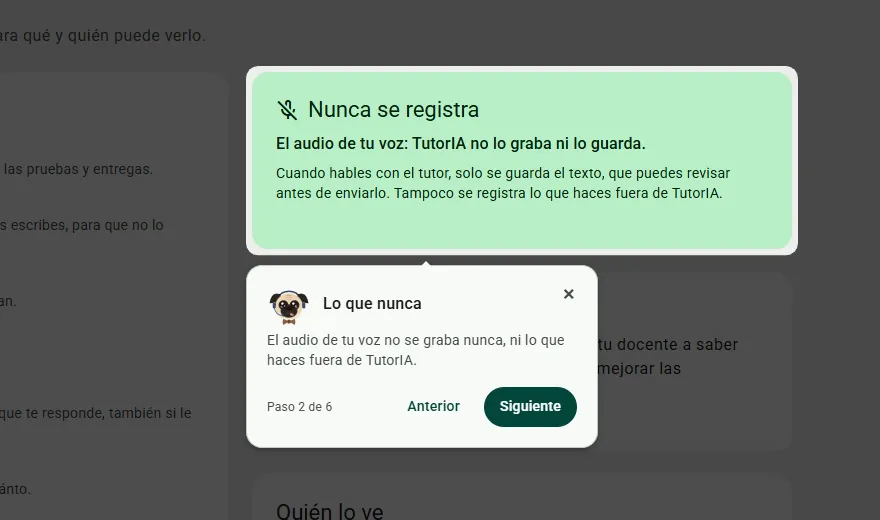 ara qué y quién puede verlo.
Nunca se registra
El audio de tu voz: TutorIA no lo graba ni lo guarda.
Cuando hables con el tutor, solo se guarda el texto, que puedes revisar
antes de enviarlo. Tampoco se registra lo que haces fuera de TutorIA.
las pruebas y entregas.
s escribes, para que no lo
an.
que te responde, también si le
ánto.
Lo que nunca
El audio de tu voz no se graba nunca, ni lo que
haces fuera de TutorIA.
Paso 2 de 6
Anterior
Siguiente
tu docente a saber
mejorar las
Quién lo ve